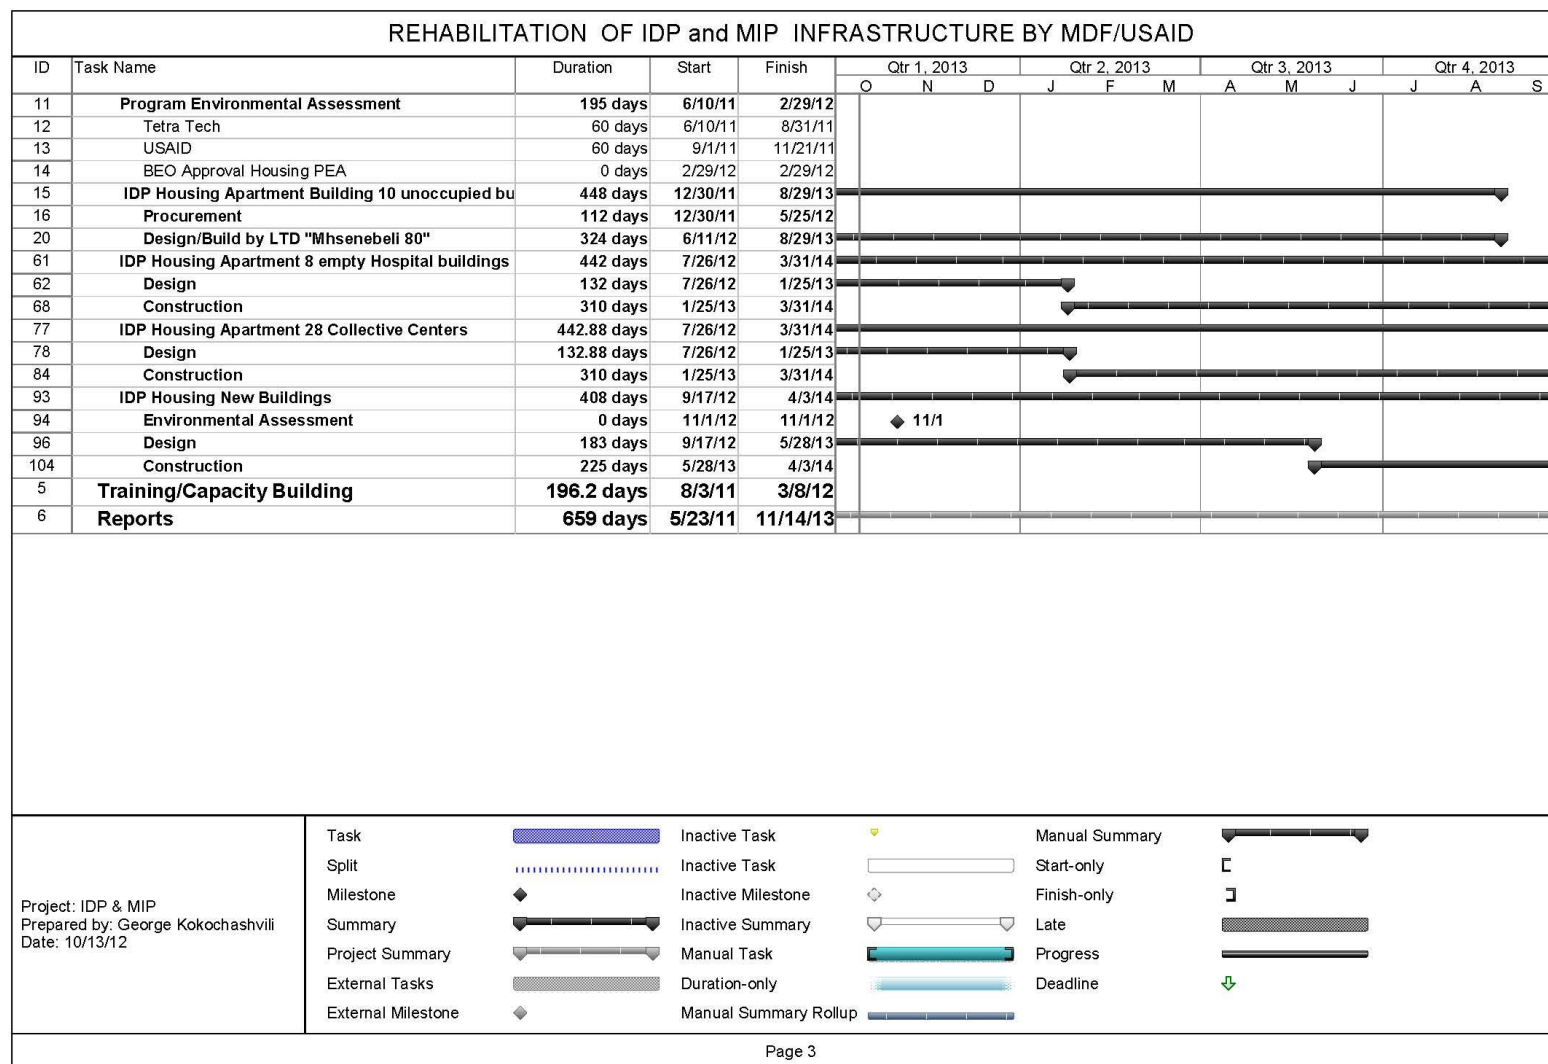 REHABILITATION OF IDP and MIP INFRASTRUCTURE BY MDF/USAID
ID Task Name Duration Start Finish Qtr 1, 2013 Qtr 2, 2013 Qtr 3, 2013 Qtr 4, 2013
O N D J F M A M J J A S
11 Program Environmental Assessment 195 days 6/10/11 2/29/12
12 Tetra Tech 60 days 6/10/11 8/31/11
13 USAID 60 days 9/1/11 11/21/11
14 BEO Approval Housing PEA 0 days 2/29/12 2/29/12
15 IDP Housing Apartment Building 10 unoccupied bu 448 days 12/30/11 8/29/13
16 Procurement 112 days 12/30/11 5/25/12
20 Design/Build by LTD "Mhsenebeli 80" 324 days 6/11/12 8/29/13
61 IDP Housing Apartment 8 empty Hospital buildings 442 days 7/26/12 3/31/14
62 Design 132 days 7/26/12 1/25/13
68 Construction 310 days 1/25/13 3/31/14
77 IDP Housing Apartment 28 Collective Centers 442.88 days 7/26/12 3/31/14
78 Design 132.88 days 7/26/12 1/25/13
84 Construction 310 days 1/25/13 3/31/14
93 IDP Housing New Buildings 408 days 9/17/12 4/3/14
94 Environmental Assessment 0 days 11/1/12 11/1/12 11/1
96 Design 183 days 9/17/12 5/28/13
104 Construction 225 days 5/28/13 4/3/14
5 Training/Capacity Building 196.2 days 8/3/11 3/8/12
6 Reports 659 days 5/23/11 11/14/13
Project: IDP & MIP
Prepared by: George Kokochashvili
Date: 10/13/12
Task Inactive Task Manual Summary
Split Inactive Task Start-only
Milestone Inactive Milestone Finish-only
Summary Inactive Summary Late
Project Summary Manual Task Progress
External Tasks Duration-only Deadline
External Milestone Manual Summary Rollup
Page 3